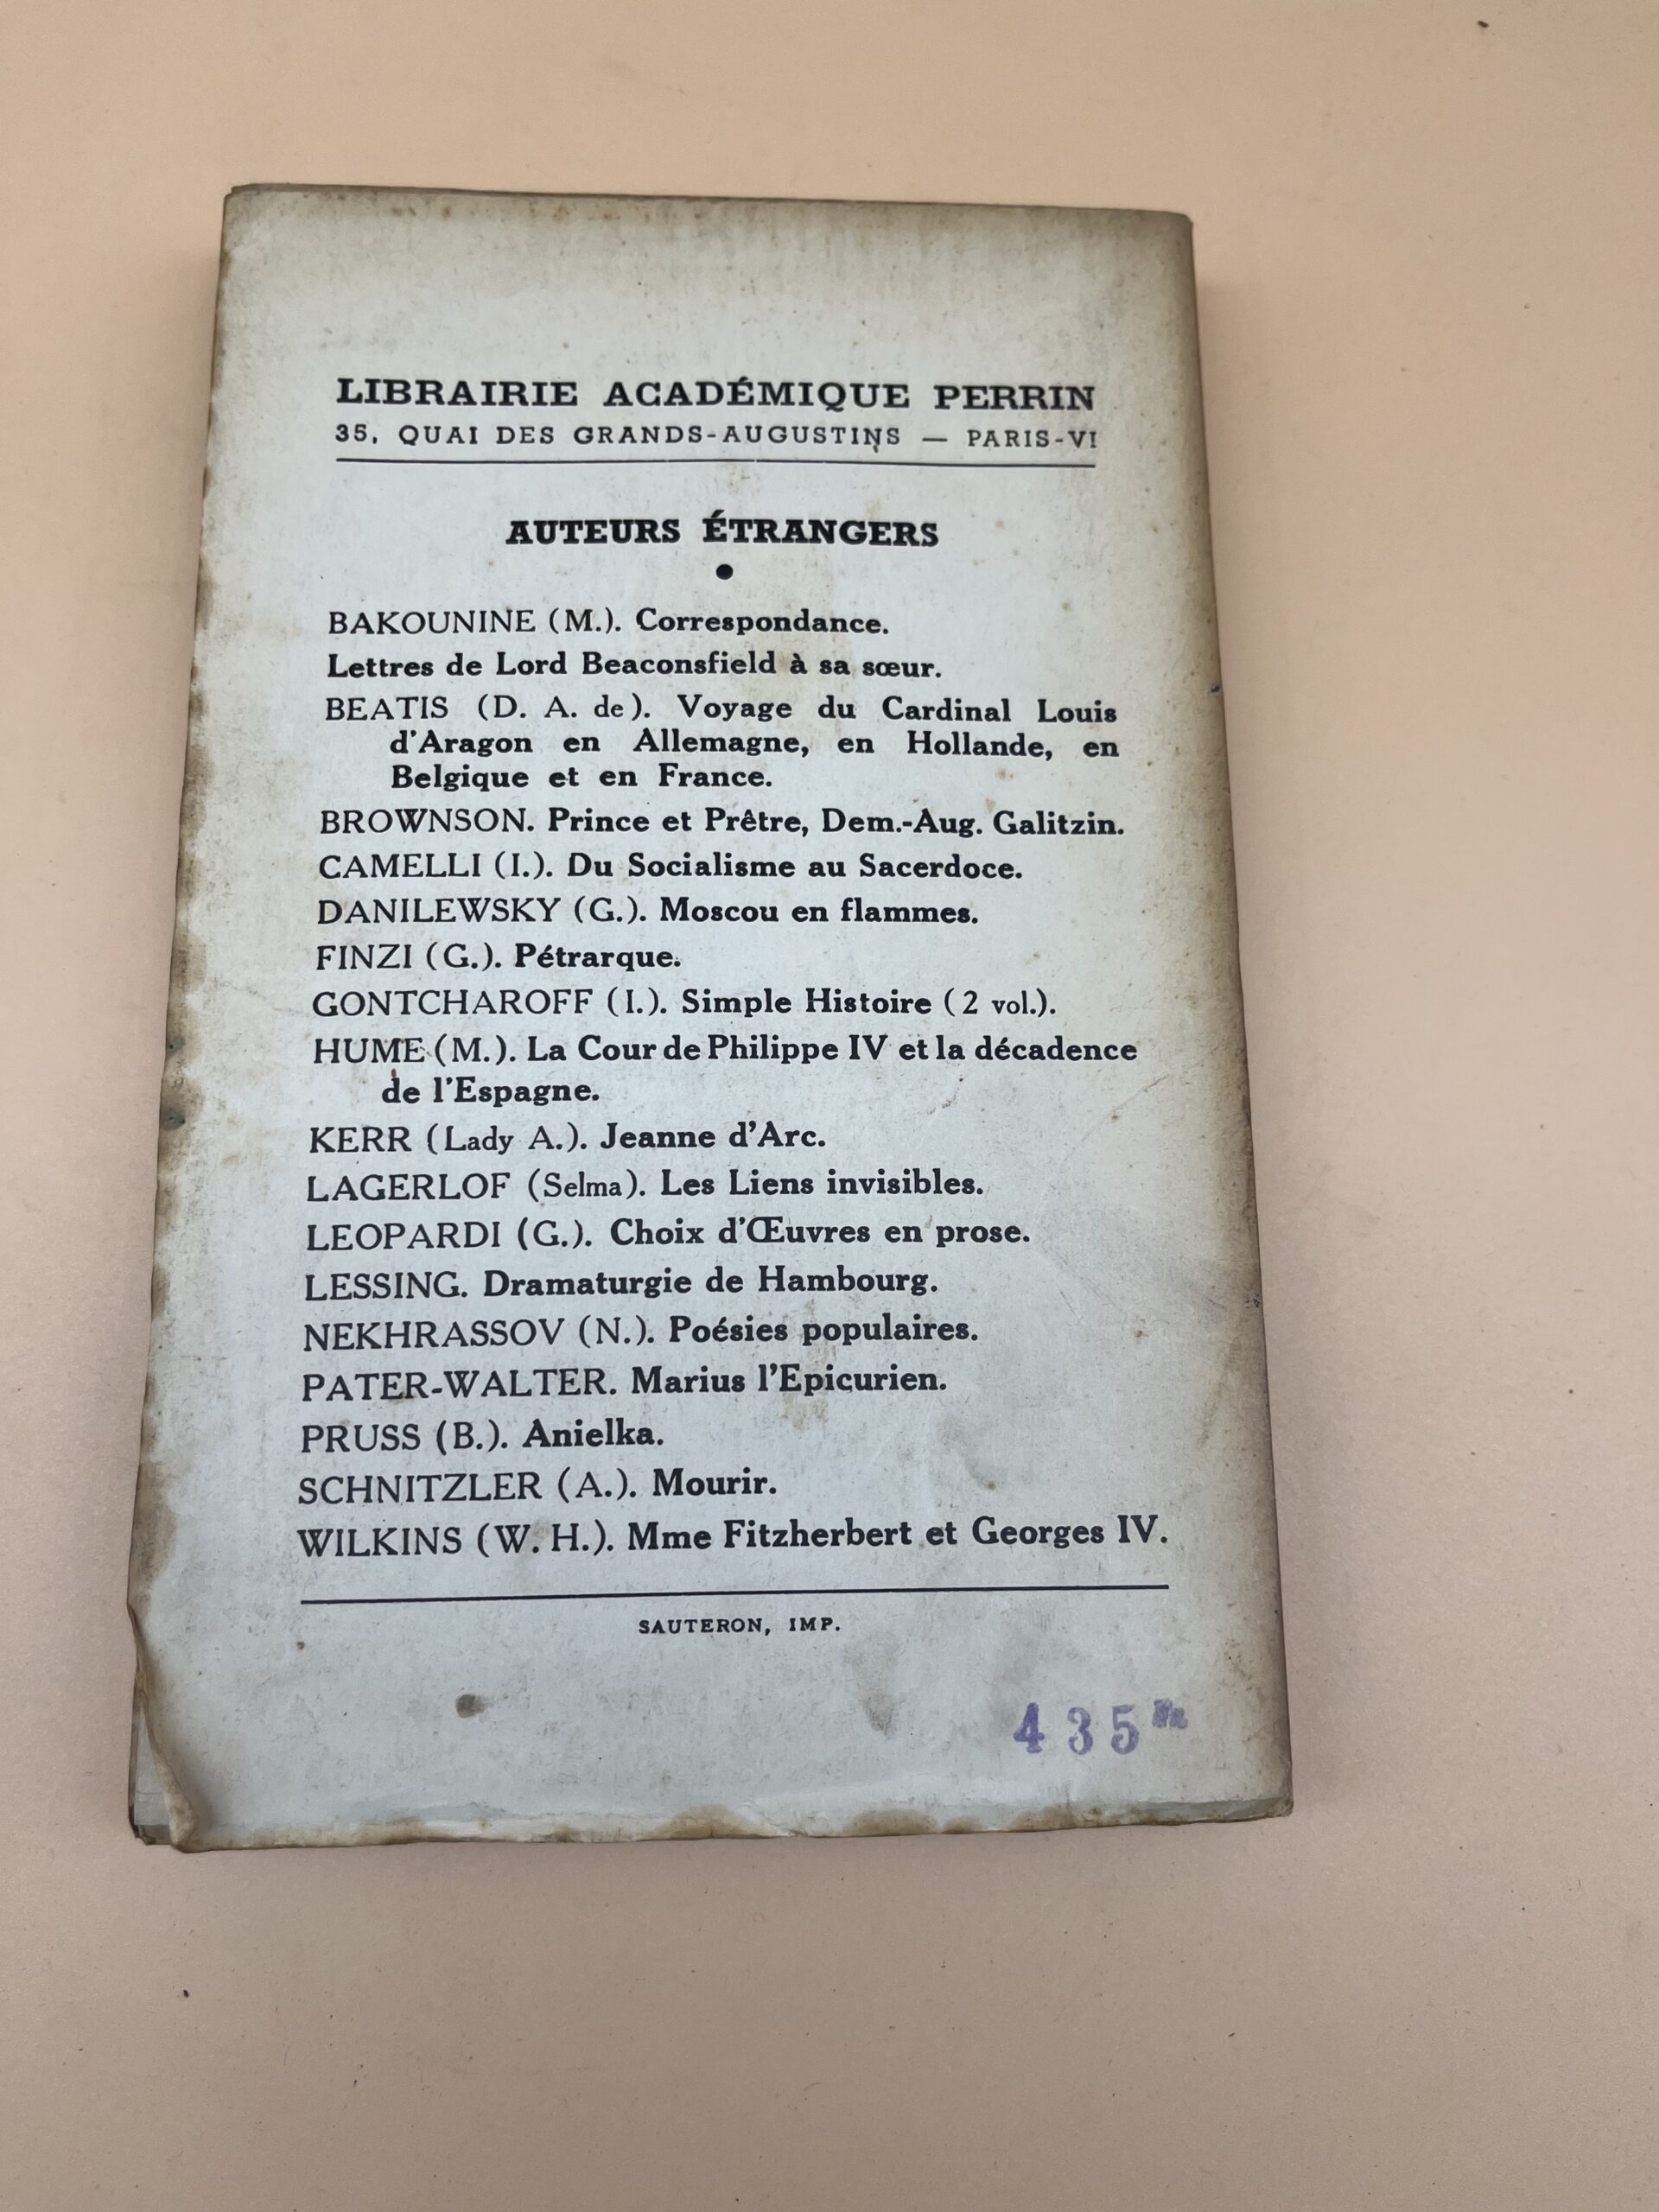 LIBRAIRIE ACADÉMIQUE PERRIN
35, QUAI DES GRANDS-AUGUSTINS — PARIS-VI
AUTEURS ÉTRANGERS
●
BAKOUNINE (M.). Correspondance.
Lettres de Lord Beaconsfield à sa sœur.
BEATIS (D. A. de). Voyage du Cardinal Louis
d'Aragon en Allemagne, en Hollande, en
Belgique et en France.
BROWNSON. Prince et Prêtre, Dem.-Aug. Galitzin.
CAMELLI (I.). Du Socialisme au Sacerdoce.
DANILEWSKY (G.). Moscou en flammes.
FINZI (G.). Pétrarque.
GONTCHAROFF (I.). Simple Histoire (2 vol.).
HUME (M.). La Cour de Philippe IV et la décadence
de l'Espagne.
KERR (Lady A.). Jeanne d'Arc.
LAGERLOF (Selma). Les Liens invisibles.
LEOPARDI (G.). Choix d'Œuvres en prose.
LESSING. Dramaturgie de Hambourg.
NEKHRASSOV (N.). Poésies populaires.
PATER-WALTER. Marius l'Epicurien.
PRUSS (B.). Anielka.
SCHNITZLER (A.). Mourir.
WILKINS (W. H.). Mme Fitzherbert et Georges IV.
SAUTERON, IMP.
435